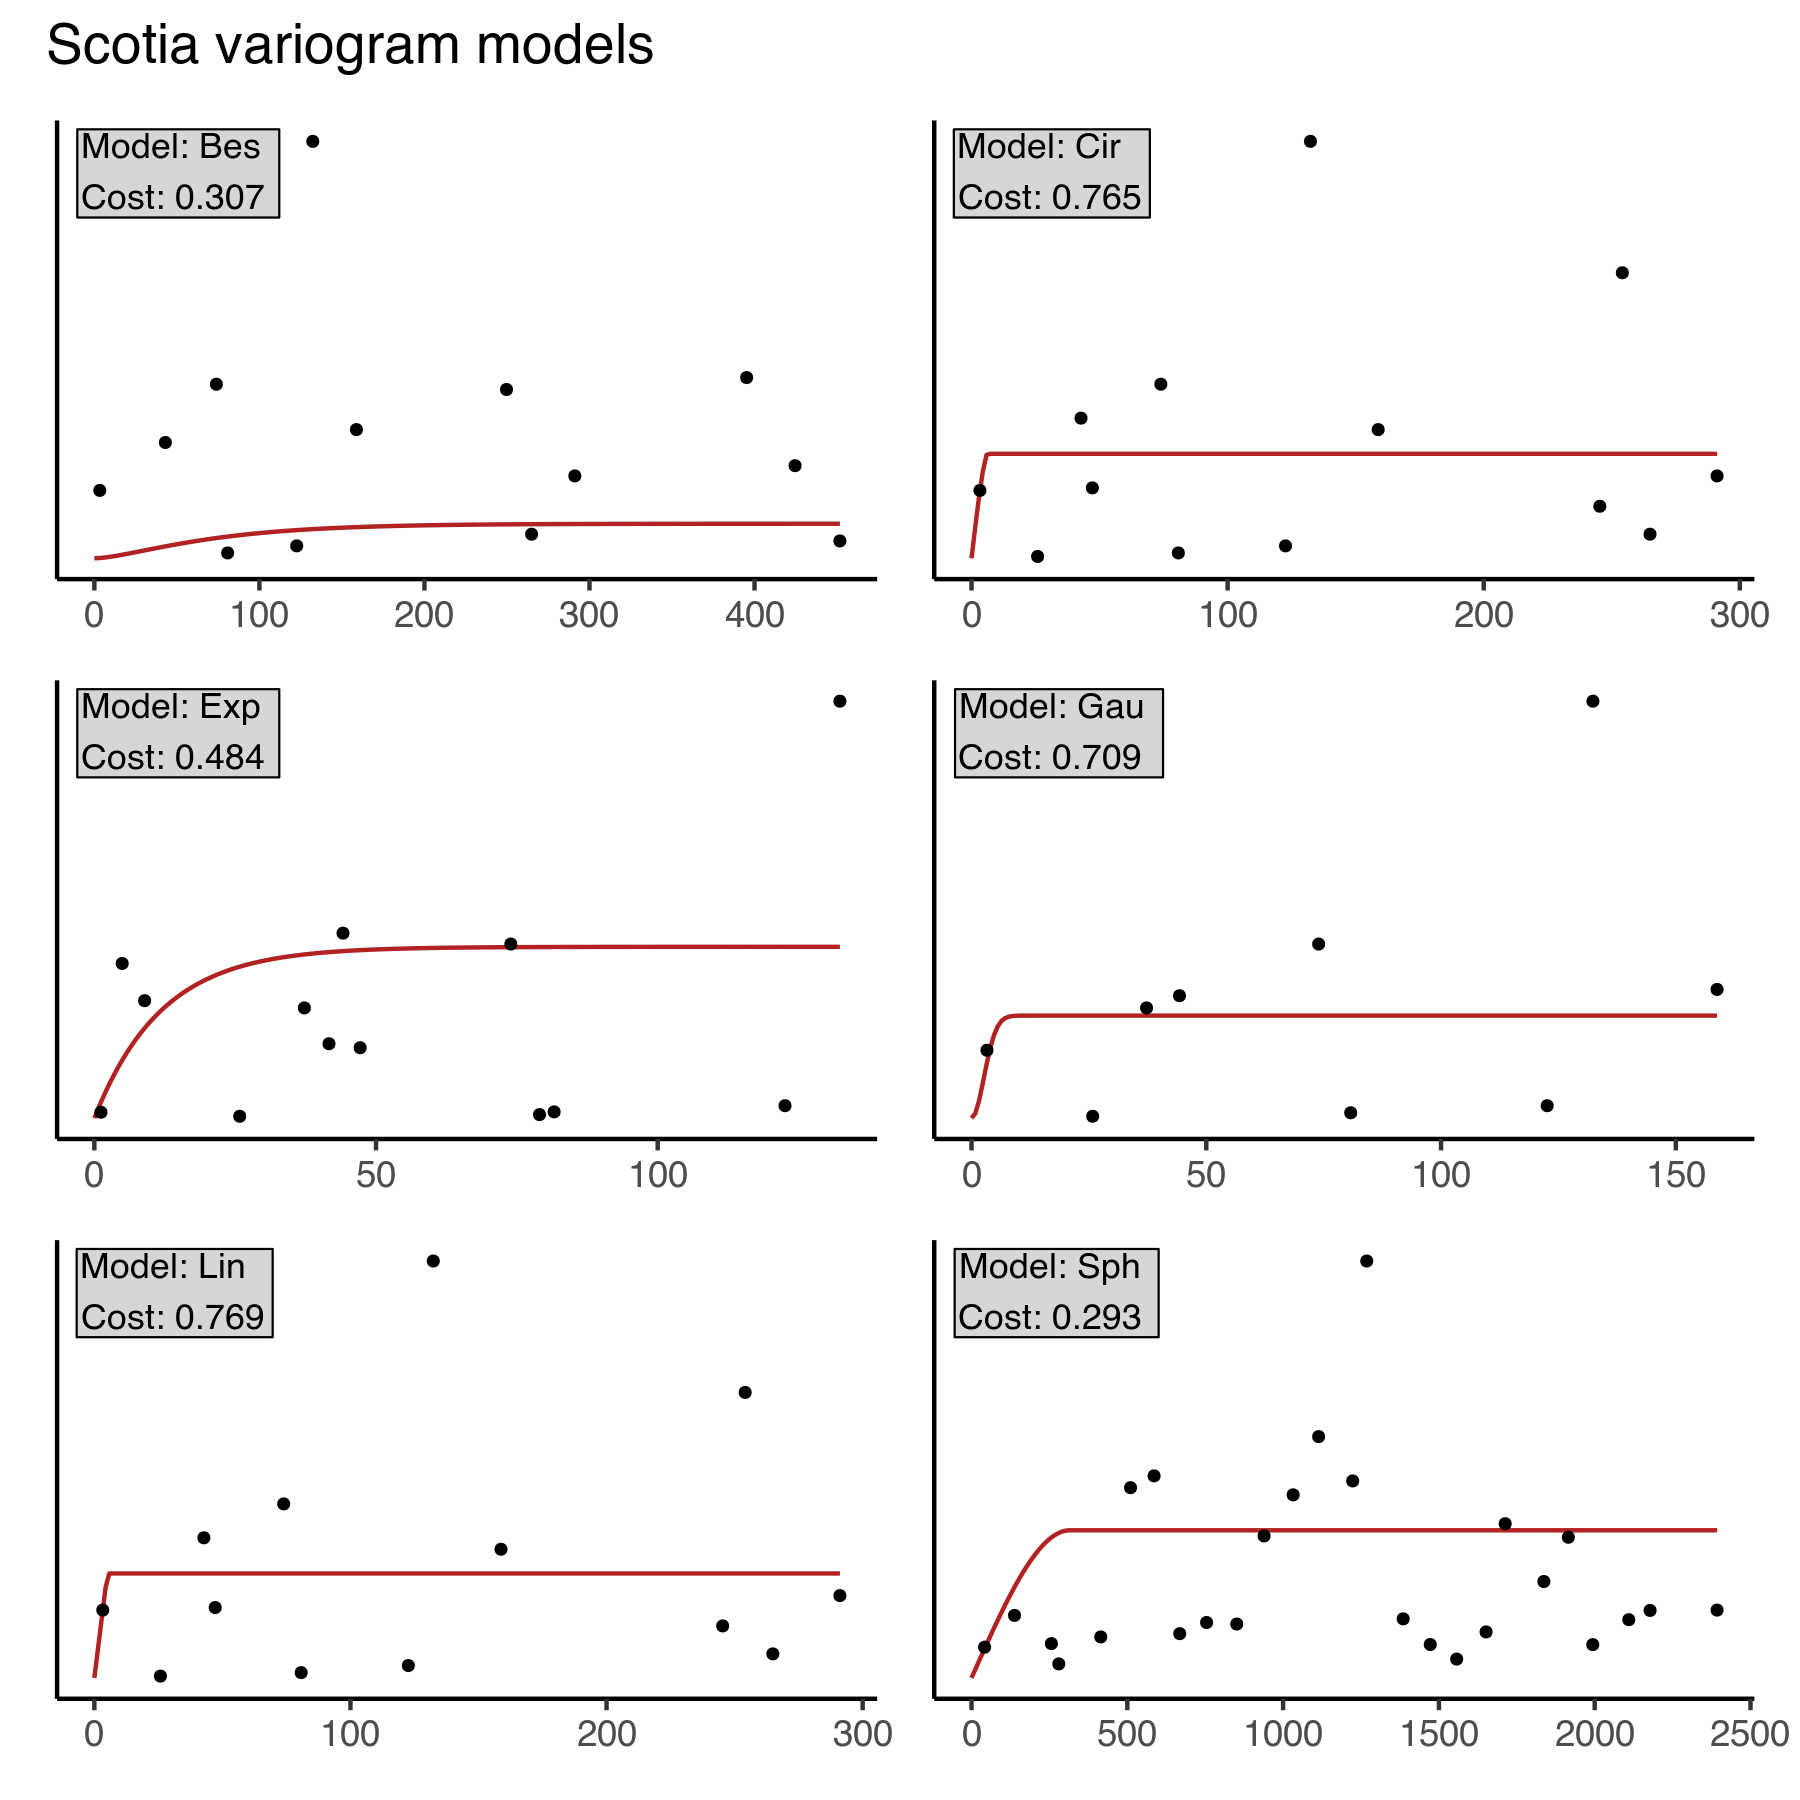 Scotia variogram models
Model: Bes
Cost: 0.307
0 100 200 300 400
Model: Cir
Cost: 0.765
0 100 200 300
Model: Exp
Cost: 0.484
0 50 100
Model: Gau
Cost: 0.709
0 50 100 150
Model: Lin
Cost: 0.769
0 100 200 300
Model: Sph
Cost: 0.293
0 500 1000 1500 2000 2500